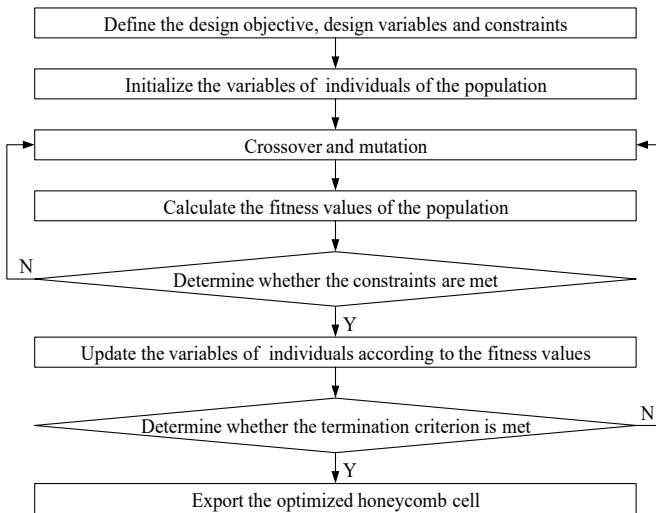 Define the design objective, design variables and constraints
Initialize the variables of individuals of the population
Crossover and mutation
Calculate the fitness values of the population
N
Determine whether the constraints are met
Y
Update the variables of individuals according to the fitness values
N
Determine whether the termination criterion is met
Y
Export the optimized honeycomb cell